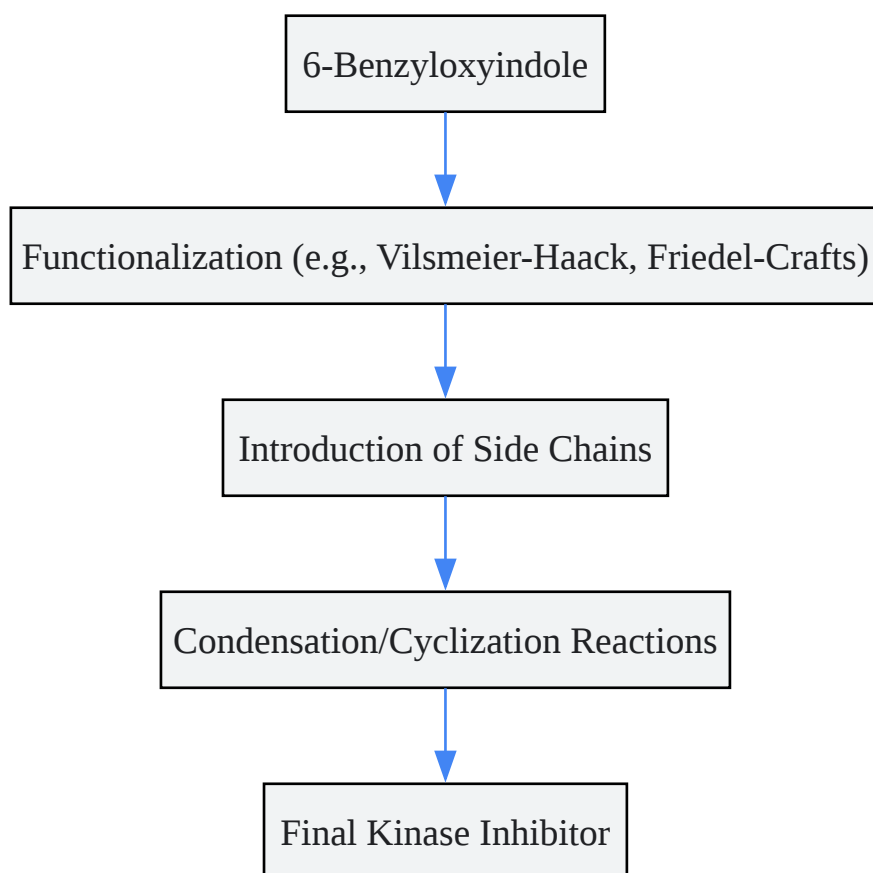 6-Benzyloxyindole
Functionalization (e.g., Vilsmeier-Haack, Friedel-Crafts)
Introduction of Side Chains
Condensation/Cyclization Reactions
Final Kinase Inhibitor